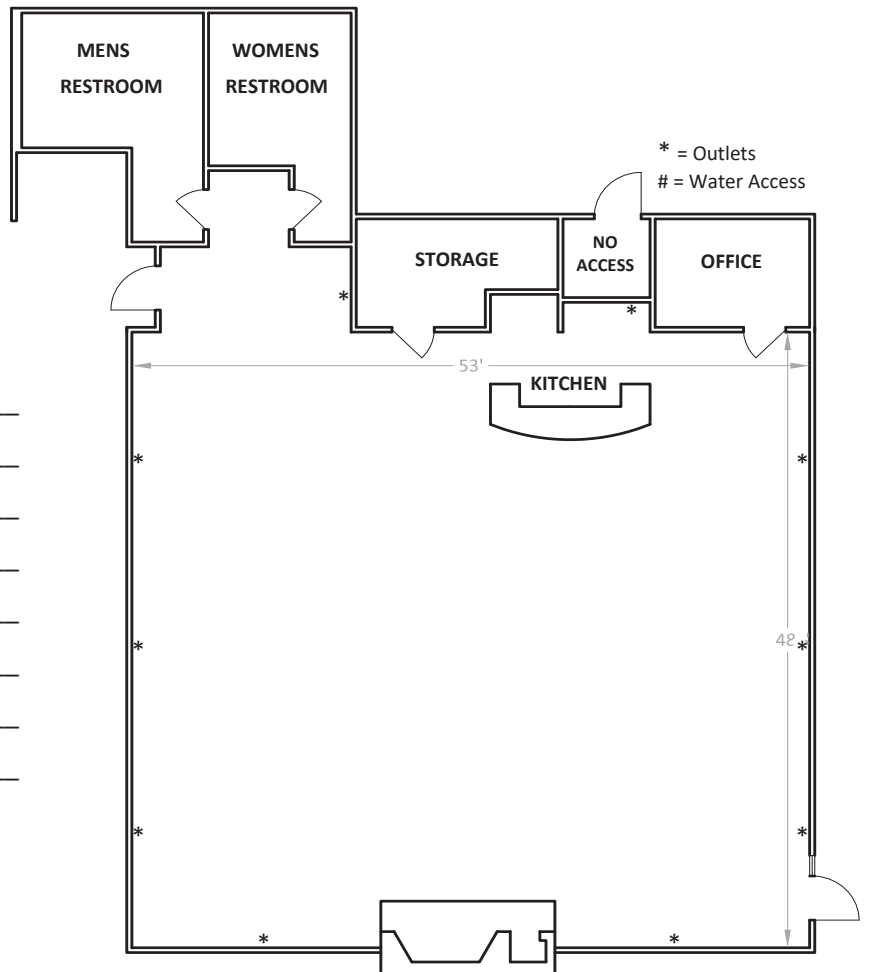 MENS
RESTROOM
WOMENS
RESTROOM
* = Outlets
# = Water Access
STORAGE
NO
ACCESS
OFFICE
*
*
53'
KITCHEN
*
*
*
48 '
*
*
*
*
*